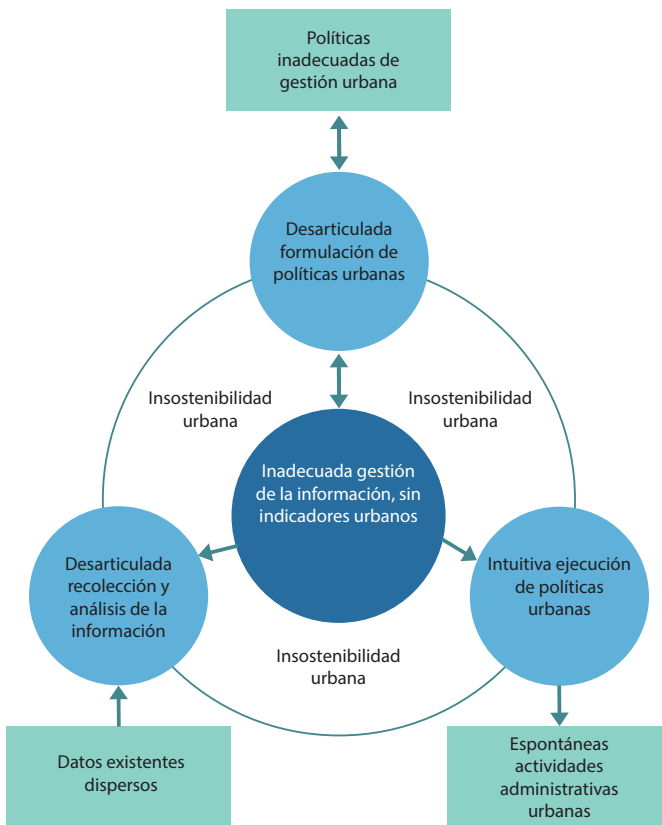 Políticas
inadecuadas de
gestión urbana
Desarticulada
formulación de
políticas urbanas
Insostenibilidad
urbana
Insostenibilidad
urbana
Inadecuada gestión
de la información, sin
indicadores urbanos
Desarticulada
recolección y
análisis de la
información
Intuitiva ejecución
de políticas
urbanas
Insostenibilidad
urbana
Datos existentes
dispersos
Espontáneas
actividades
administrativas
urbanas